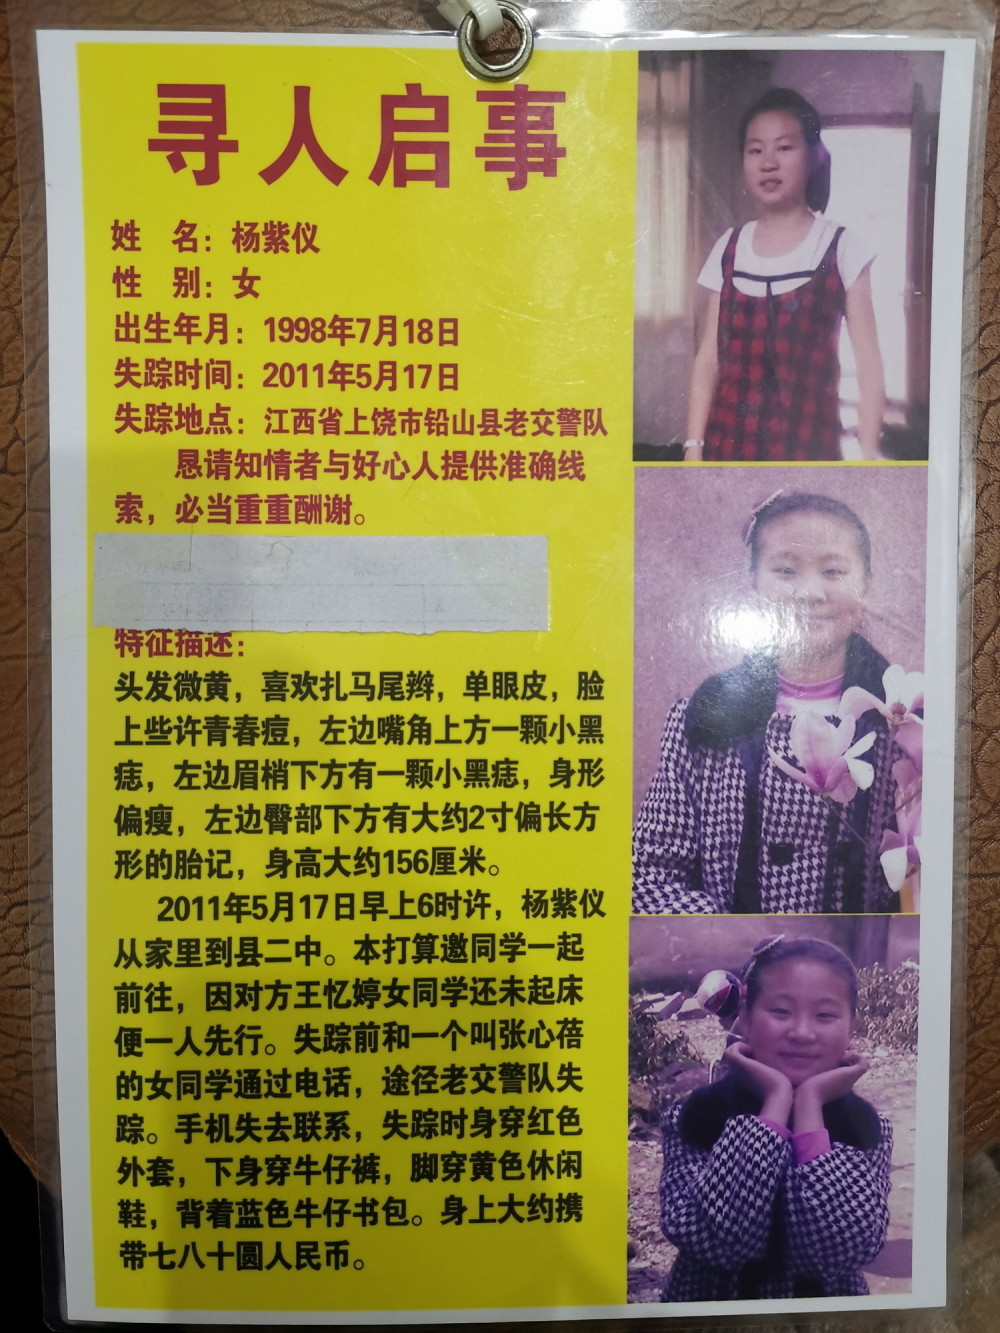 寻人启事
姓 名：杨紫仪
性 别：女
出生年月：1998年7月18日
失踪时间：2011年5月17日
失踪地点：江西省上饶市铅山县老交警队
恳请知情者与好心人提供准确线
索，必当重重酬谢。
特征描述：
头发微黄，喜欢扎马尾辫，单眼皮，脸
上些许青春痘，左边嘴角上方一颗小黑
痣，左边眉梢下方有一颗小黑痣，身形
偏瘦，左边臀部下方有大约2寸偏长方
形的胎记，身高大约156厘米。
2011年5月17日早上6时许，杨紫仪
从家里到县二中。本打算邀同学一起
前往，因对方王忆婷女同学还未起床
便一人先行。失踪前和一个叫张心蓓
的女同学通过电话，途径老交警队失
踪。手机失去联系，失踪时身穿红色
外套，下身穿牛仔裤，脚穿黄色休闲
鞋，背着蓝色牛仔书包。身上大约携
带七八十圆人民币。